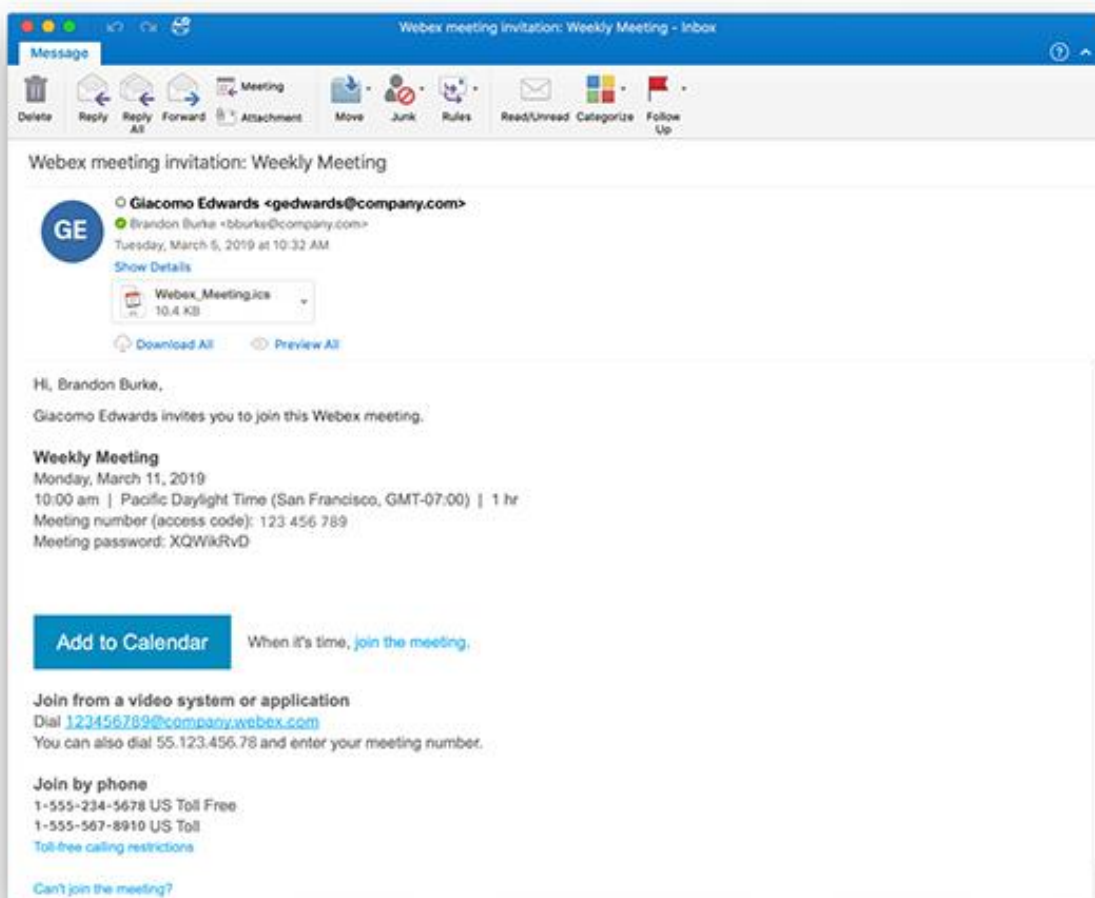 Webex meeting invitation: Weekly Meeting - Inbox
Message
Delete
Reply
Reply All
Forward
Meeting
Attachment
Move
Junk
Rules
Read/Unread
Categorize
Follow Up
Webex meeting invitation: Weekly Meeting
GE
Giacomo Edwards <gedwards@company.com>
Brandon Burke <bburke@company.com>
Tuesday, March 5, 2019 at 10:32 AM
Show Details
Webex_Meeting.ics
10.4 KB
Download All Preview All
Hi, Brandon Burke,
Giacomo Edwards invites you to join this Webex meeting.
Weekly Meeting
Monday, March 11, 2019
10:00 am | Pacific Daylight Time (San Francisco, GMT-07:00) | 1 hr
Meeting number (access code): 123 456 789
Meeting password: XQWikRvD
Add to Calendar When it's time, join the meeting.
Join from a video system or application
Dial 123456789@company.webex.com
You can also dial 55.123.456.78 and enter your meeting number.
Join by phone
1-555-234-5678 US Toll Free
1-555-567-8910 US Toll
Toll-free calling restrictions
Can't join the meeting?